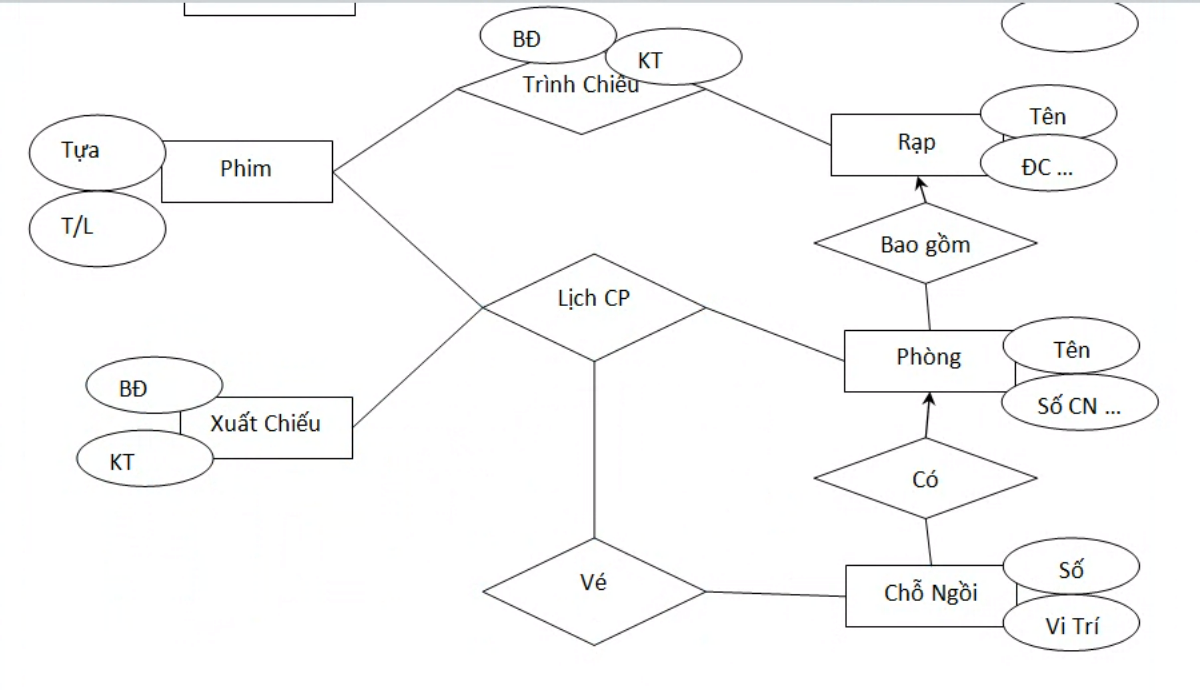 BĐ
KT
Trình Chiếu
Tên
Rạp
ĐC ...
Tựa
Phim
T/L
Bao gồm
Lịch CP
Phòng
Tên
Số CN ...
BĐ
Xuất Chiếu
KT
Có
Vé
Chỗ Ngồi
Số
Vi Trí